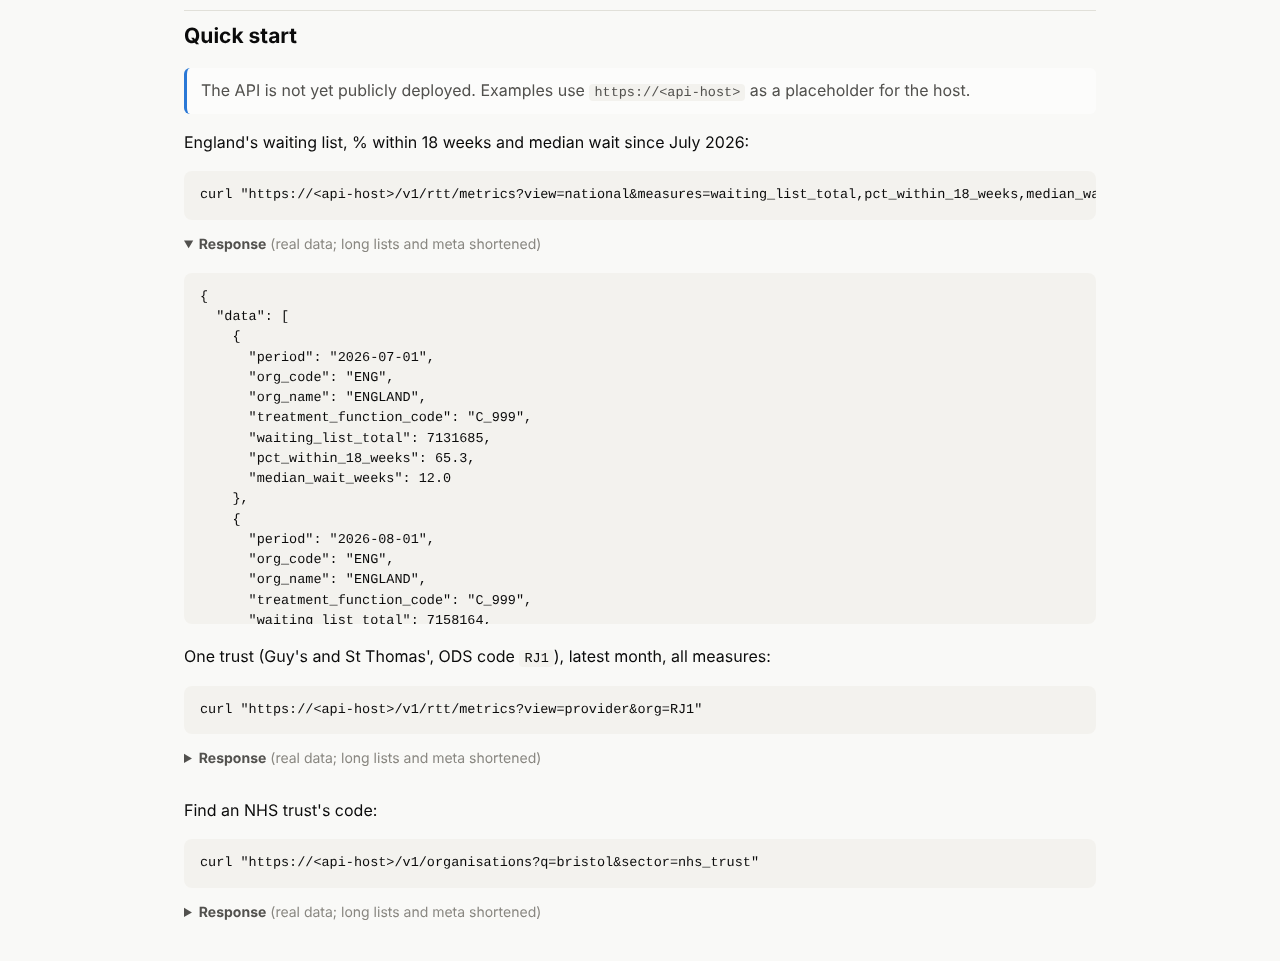 Quick start
The API is not yet publicly deployed. Examples use https://<api-host> as a placeholder for the host.
England's waiting list, % within 18 weeks and median wait since July 2026:
curl "https://<api-host>/v1/rtt/metrics?view=national&measures=waiting_list_total,pct_within_18_weeks,median_wa
▼ Response (real data; long lists and meta shortened)
{
  "data": [
    {
      "period": "2026-07-01",
      "org_code": "ENG",
      "org_name": "ENGLAND",
      "treatment_function_code": "C_999",
      "waiting_list_total": 7131685,
      "pct_within_18_weeks": 65.3,
      "median_wait_weeks": 12.0
    },
    {
      "period": "2026-08-01",
      "org_code": "ENG",
      "org_name": "ENGLAND",
      "treatment_function_code": "C_999",
      "waiting_list_total": 7158164,
One trust (Guy's and St Thomas', ODS code RJ1), latest month, all measures:
curl "https://<api-host>/v1/rtt/metrics?view=provider&org=RJ1"
▶ Response (real data; long lists and meta shortened)
Find an NHS trust's code:
curl "https://<api-host>/v1/organisations?q=bristol&sector=nhs_trust"
▶ Response (real data; long lists and meta shortened)